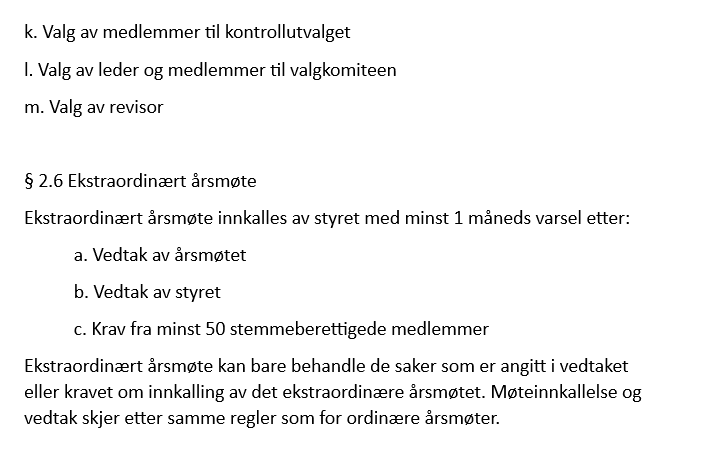 k. Valg av medlemmer til kontrollutvalget
l. Valg av leder og medlemmer til valgkomiteen
m. Valg av revisor
§ 2.6 Ekstraordinært årsmøte
Ekstraordinært årsmøte innkalles av styret med minst 1 måneds varsel etter:
a. Vedtak av årsmøtet
b. Vedtak av styret
c. Krav fra minst 50 stemmeberettigede medlemmer
Ekstraordinært årsmøte kan bare behandle de saker som er angitt i vedtaket
eller kravet om innkalling av det ekstraordinære årsmøtet. Møteinnkallelse og
vedtak skjer etter samme regler som for ordinære årsmøter.